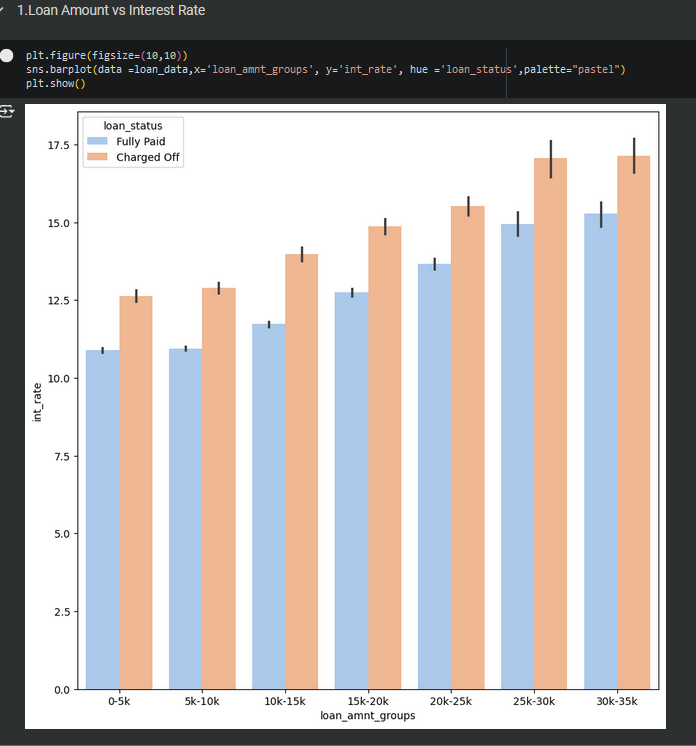 1.Loan Amount vs Interest Rate
plt.figure(figsize=(10,10))
sns.barplot(data =loan_data,x='loan_amnt_groups', y='int_rate', hue ='loan_status',palette="pastel")
plt.show()
loan_status
Fully Paid
Charged Off
17.5
15.0
12.5
10.0
7.5
5.0
2.5
0.0
int_rate
0-5k 5k-10k 10k-15k 15k-20k 20k-25k 25k-30k 30k-35k
loan_amnt_groups